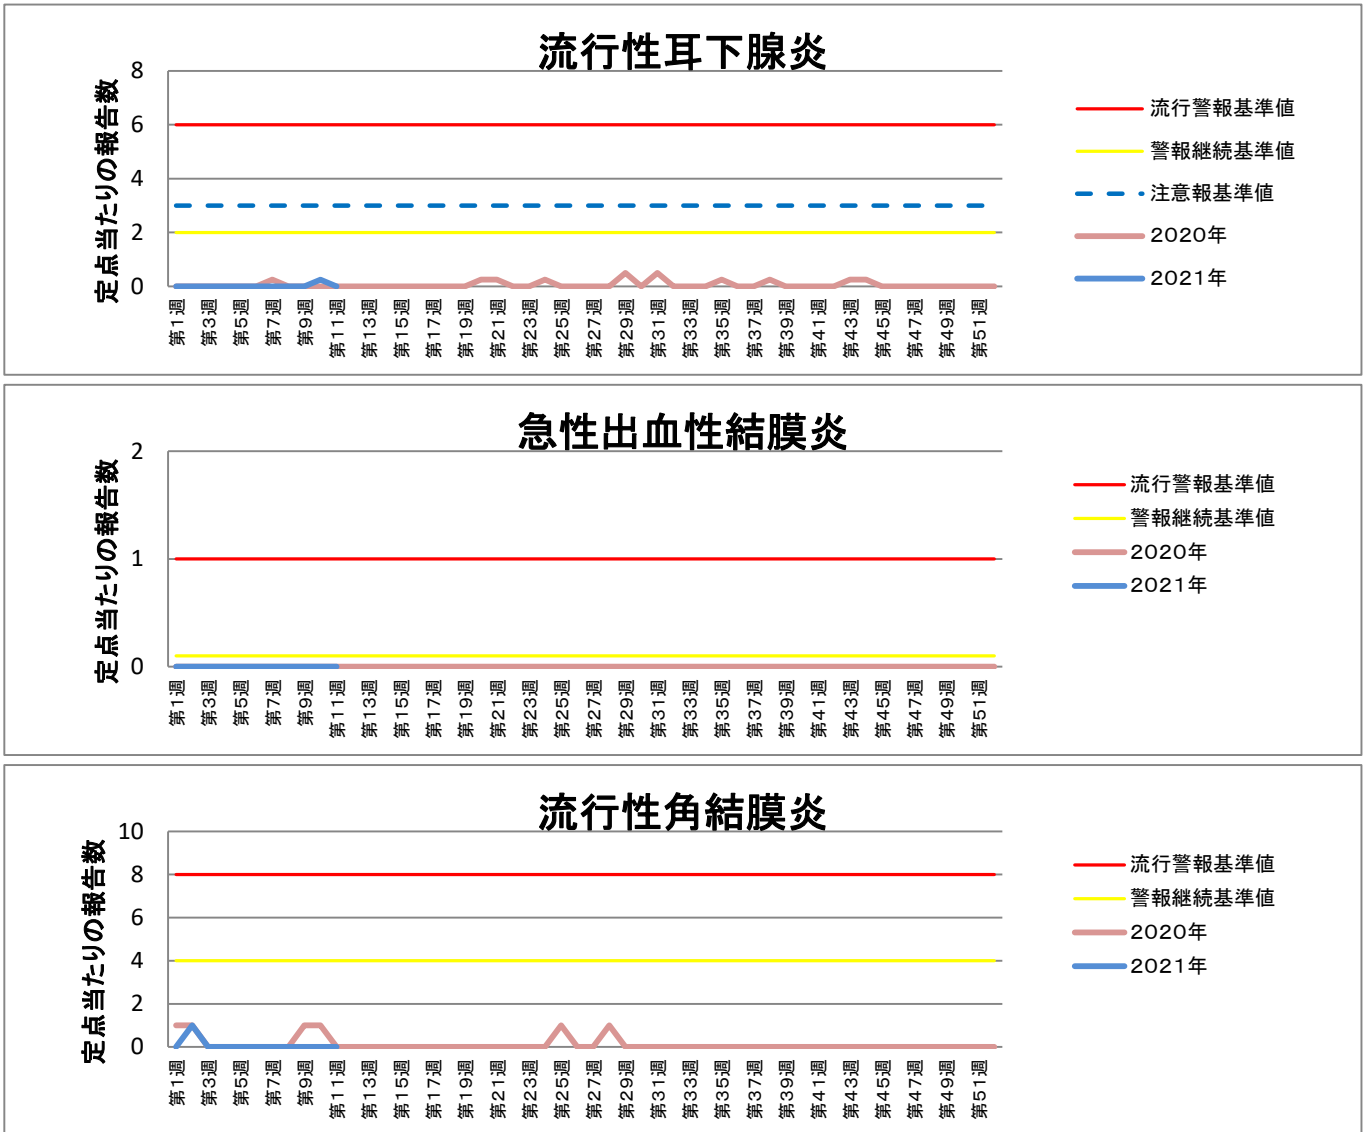 流行性耳下腺炎
定点当たりの報告数
8
6
4
2
0
第1週
第3週
第5週
第7週
第9週
第11週
第13週
第15週
第17週
第19週
第21週
第23週
第25週
第27週
第29週
第31週
第33週
第35週
第37週
第39週
第41週
第43週
第45週
第47週
第49週
第51週
流行警報基準値
警報継続基準値
注意報基準値
2020年
2021年
急性出血性結膜炎
定点当たりの報告数
2
1
0
第1週
第3週
第5週
第7週
第9週
第11週
第13週
第15週
第17週
第19週
第21週
第23週
第25週
第27週
第29週
第31週
第33週
第35週
第37週
第39週
第41週
第43週
第45週
第47週
第49週
第51週
流行警報基準値
警報継続基準値
2020年
2021年
流行性角結膜炎
定点当たりの報告数
10
8
6
4
2
0
第1週
第3週
第5週
第7週
第9週
第11週
第13週
第15週
第17週
第19週
第21週
第23週
第25週
第27週
第29週
第31週
第33週
第35週
第37週
第39週
第41週
第43週
第45週
第47週
第49週
第51週
流行警報基準値
警報継続基準値
2020年
2021年